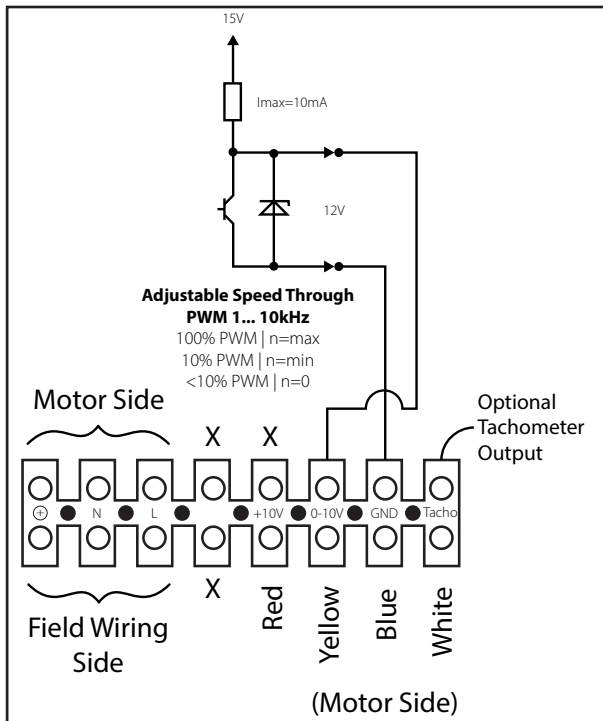 15V
Imax=10mA
12V
Adjustable Speed Through
PWM 1... 10kHz
100% PWM | n=max
10% PWM | n=min
<10% PWM | n=0
Motor Side
X
X
Optional
Tachometer
Output
N
L
+10V
0-10V
GND
Tacho
X
Field Wiring
Side
Red
Yellow
Blue
White
(Motor Side)